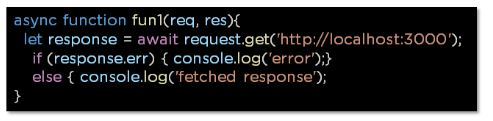 async function fun1(req, res){
let response = await request.get('http://localhost:3000');
if (response.err) { console.log('error');}
else { console.log('fetched response');
}